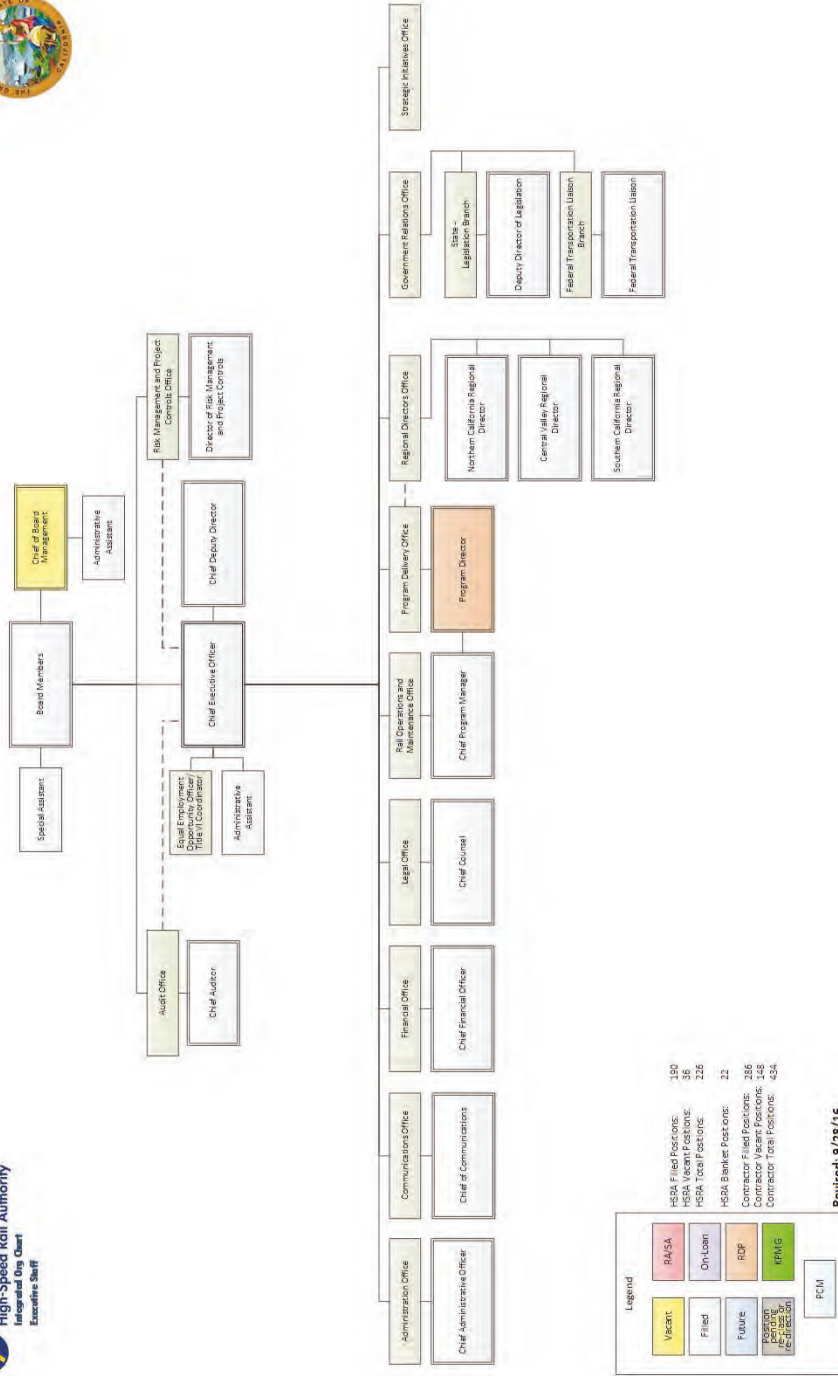 High-Speed Rail Authority
Integrated Org Chart
Executive Staff
Special Assistant
Board Members
Chief of Board
Management
Administrative
Assistant
Audit Office
Chief Auditor
Risk Management and Project
Controls Office
Director of Risk Management
and Project Controls
Equal Employment
Opportunity Officer/
Title VI Coordinator
Administrative
Assistant
Chief Executive Officer
Chief Deputy Director
Administration Office
Chief Administrative Officer
Communications Office
Chief of Communications
Financial Office
Chief Financial Officer
Legal Office
Chief Counsel
Rail Operations and
Maintenance Office
Chief Program Manager
Program Delivery Office
Program Director
Regional Directors Office
Northern California Regional
Director
Central Valley Regional
Director
Southern California Regional
Director
Government Relations Office
State -
Legislation Branch
Deputy Director of Legislation
Federal Transportation Liaison
Branch
Federal Transportation Liaison
Strategic Initiatives Office
Legend
Vacant
RA/SA
Filled
On-Loan
Future
RDP
Position
pending
re-class or
re-direction
KPMG
PCM
HSRA Filled Positions: 190
HSRA Vacant Positions: 36
HSRA Total Positions: 226
HSRA Blanket Positions: 22
Contractor Filled Positions: 286
Contractor Vacant Positions: 148
Contractor Total Positions: 434
Revised: 9/28/16